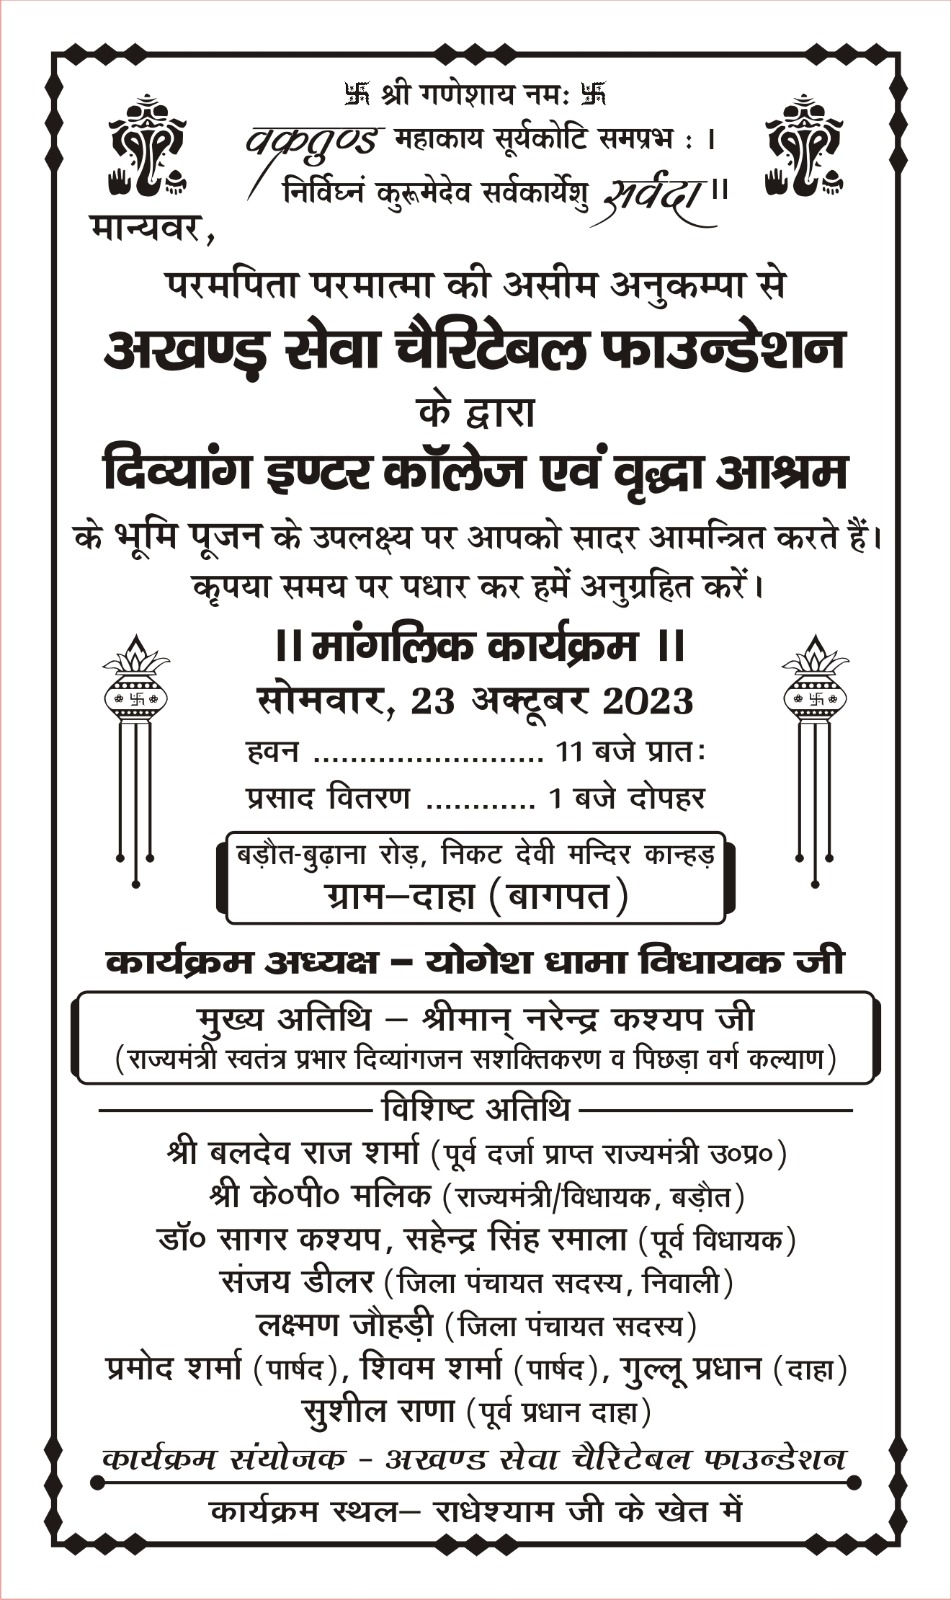 卐 श्री गणेशाय नमः 卐
वक्रतुण्ड महाकाय सूर्यकोटि समप्रभ : ।
निर्विघ्नं कुरूमेदेव सर्वकार्येशु सर्वदा ॥
मान्यवर,
परमपिता परमात्मा की असीम अनुकम्पा से
अखण्ड़ सेवा चैरिटेबल फाउन्डेशन
के द्वारा
दिव्यांग इण्टर कॉलेज एवं वृद्धा आश्रम
के भूमि पूजन के उपलक्ष्य पर आपको सादर आमन्त्रित करते हैं।
कृपया समय पर पधार कर हमें अनुग्रहित करें।
॥ मांगलिक कार्यक्रम ॥
सोमवार, 23 अक्टूबर 2023
हवन ......................... 11 बजे प्रातः
प्रसाद वितरण ............ 1 बजे दोपहर
बड़ौत-बुढ़ाना रोड़, निकट देवी मन्दिर कान्हड़
ग्राम–दाहा (बागपत)
कार्यक्रम अध्यक्ष – योगेश धामा विधायक जी
मुख्य अतिथि – श्रीमान् नरेन्द्र कश्यप जी
(राज्यमंत्री स्वतंत्र प्रभार दिव्यांगजन सशक्तिकरण व पिछड़ा वर्ग कल्याण)
विशिष्ट अतिथि
श्री बलदेव राज शर्मा (पूर्व दर्जा प्राप्त राज्यमंत्री उ०प्र०)
श्री के०पी० मलिक (राज्यमंत्री/विधायक, बड़ौत)
डॉ० सागर कश्यप, सहेन्द्र सिंह रमाला (पूर्व विधायक)
संजय डीलर (जिला पंचायत सदस्य, निवाली)
लक्ष्मण जौहड़ी (जिला पंचायत सदस्य)
प्रमोद शर्मा (पार्षद), शिवम शर्मा (पार्षद), गुल्लू प्रधान (दाहा)
सुशील राणा (पूर्व प्रधान दाहा)
कार्यक्रम संयोजक - अखण्ड सेवा चैरिटेबल फाउन्डेशन
कार्यक्रम स्थल– राधेश्याम जी के खेत में